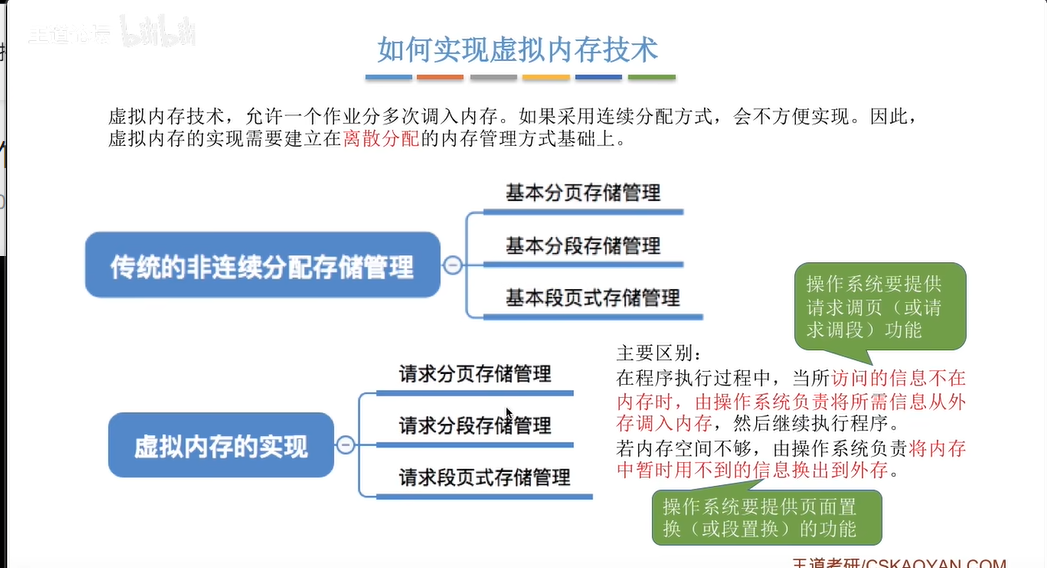 王道论坛 bilibili
如何实现虚拟内存技术
虚拟内存技术，允许一个作业分多次调入内存。如果采用连续分配方式，会不方便实现。因此，
虚拟内存的实现需要建立在离散分配的内存管理方式基础上。
传统的非连续分配存储管理
基本分页存储管理
基本分段存储管理
基本段页式存储管理
操作系统要提供
请求调页（或请
求调段）功能
虚拟内存的实现
请求分页存储管理
请求分段存储管理
请求段页式存储管理
主要区别：
在程序执行过程中，当所访问的信息不在
内存时，由操作系统负责将所需信息从外
存调入内存，然后继续执行程序。
若内存空间不够，由操作系统负责将内存
中暂时用不到的信息换出到外存。
操作系统要提供页面置
换（或段置换）的功能
王道考研/CSKAOYAN.COM